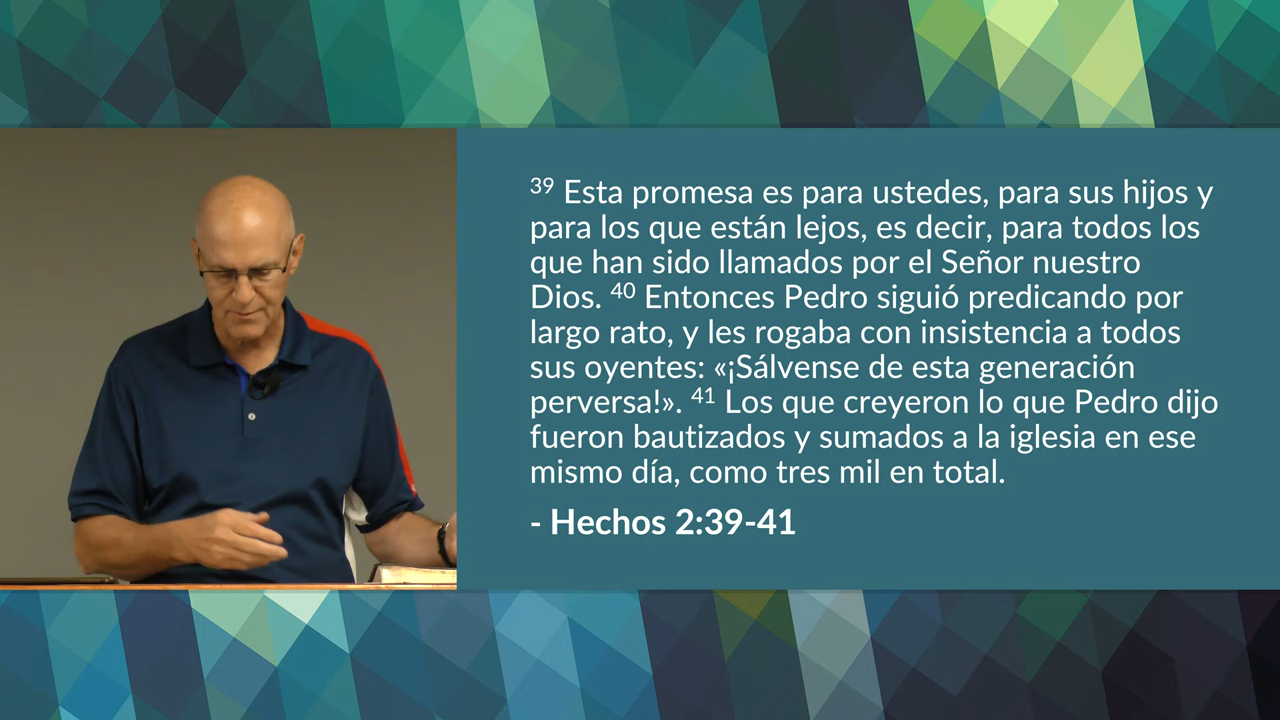 39 Esta promesa es para ustedes, para sus hijos y
para los que están lejos, es decir, para todos los
que han sido llamados por el Señor nuestro
Dios. 40 Entonces Pedro siguió predicando por
largo rato, y les rogaba con insistencia a todos
sus oyentes: «¡Sálvense de esta generación
perversa!». 41 Los que creyeron lo que Pedro dijo
fueron bautizados y sumados a la iglesia en ese
mismo día, como tres mil en total.
- Hechos 2:39-41